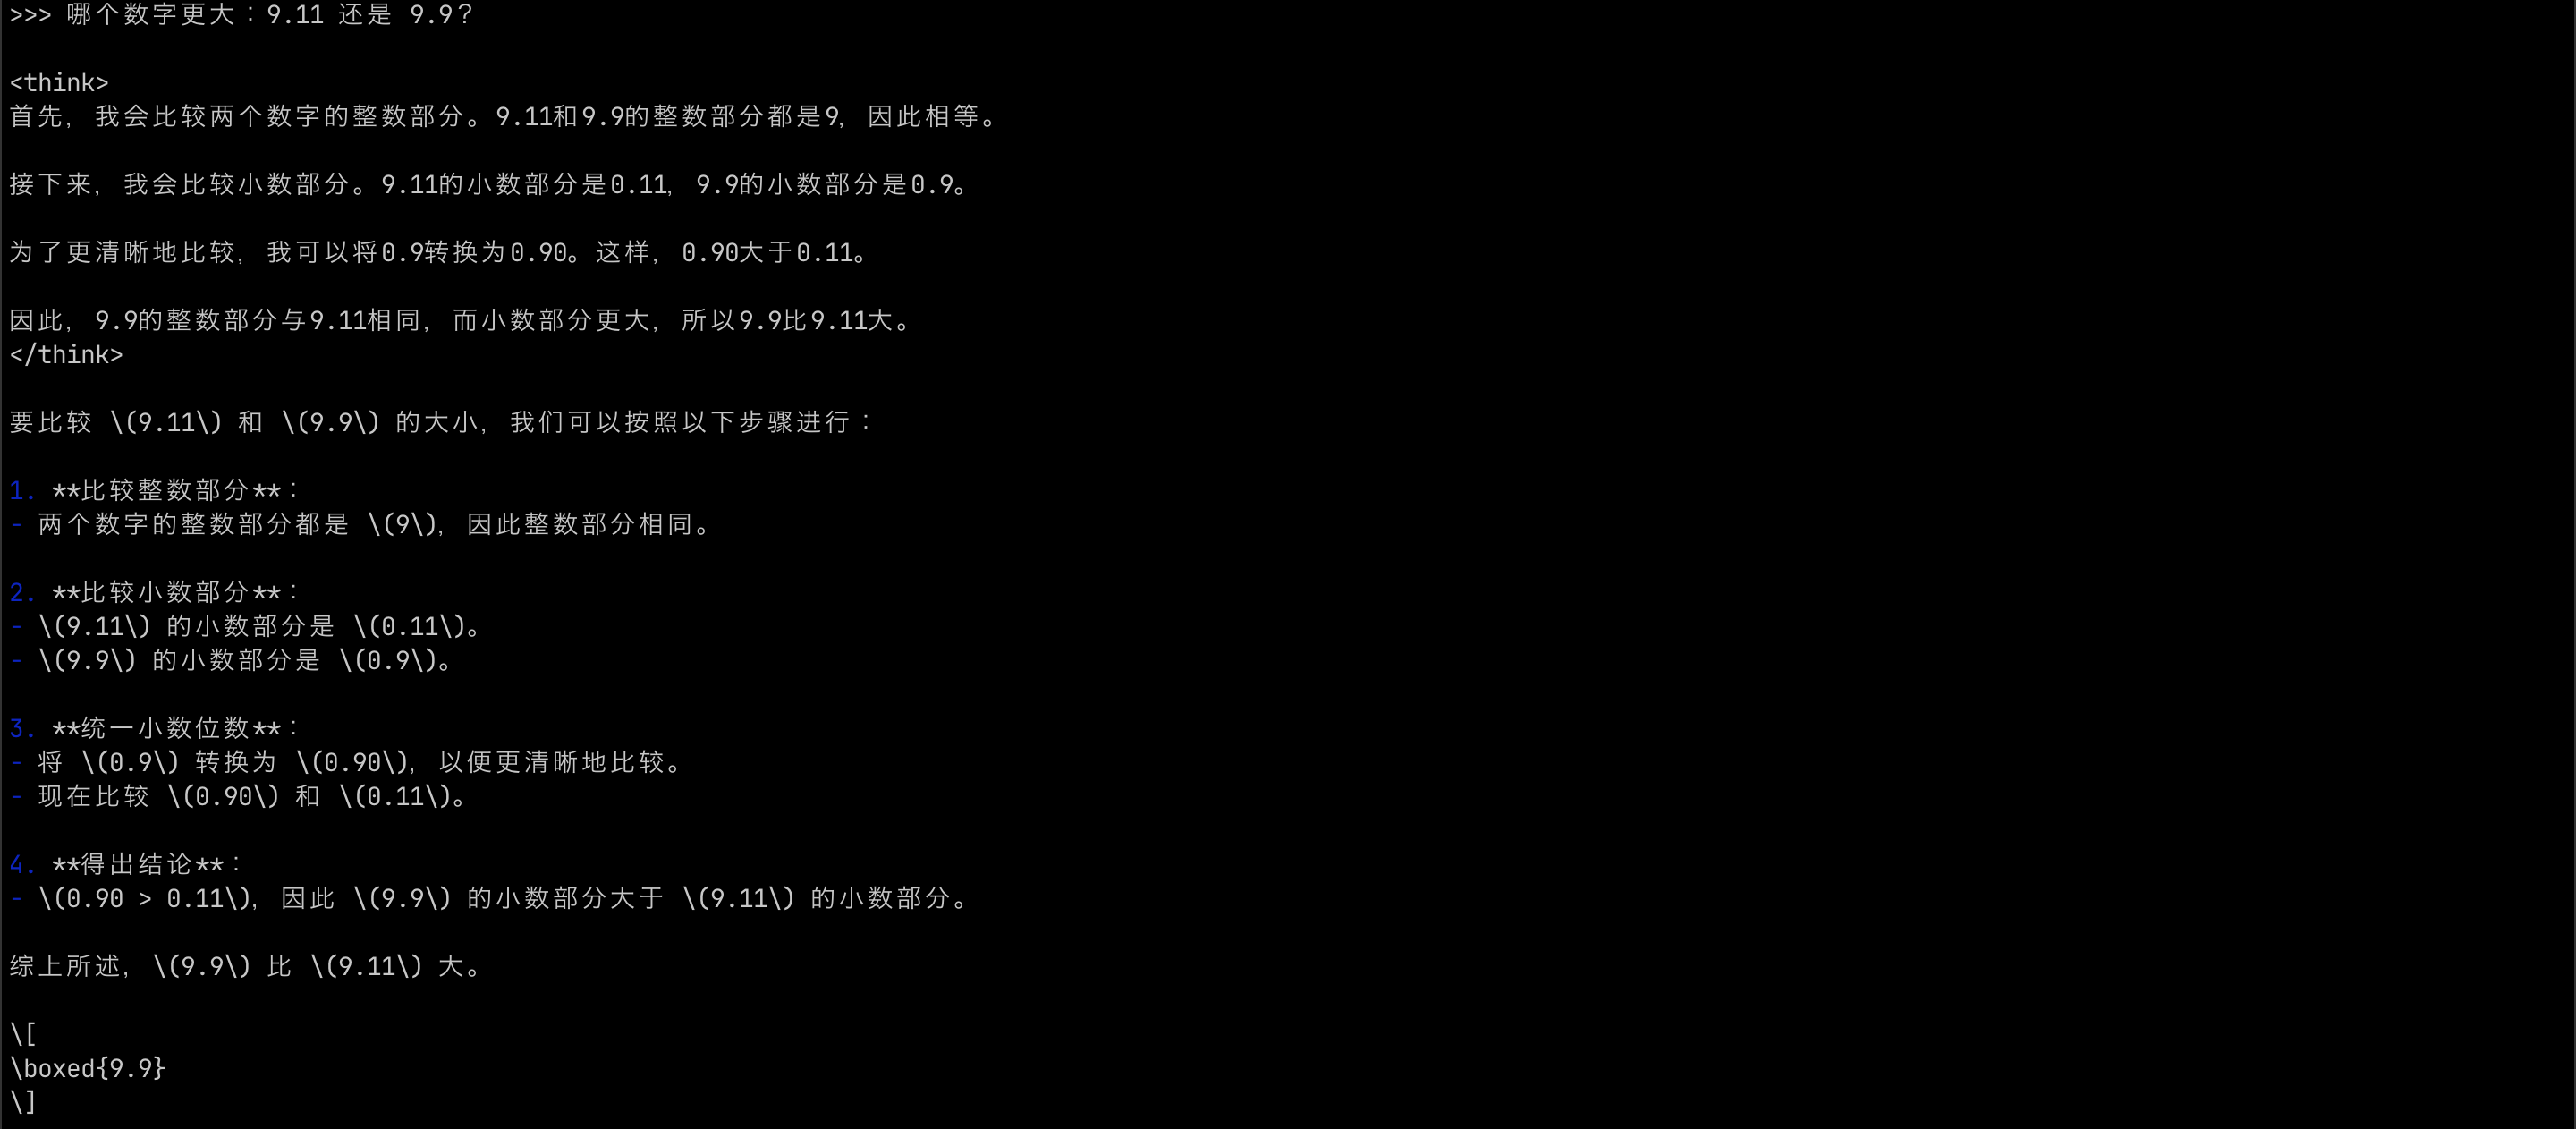 >>> 哪个数字更大：9.11 还是 9.9？
<think>
首先，我会比较两个数字的整数部分。9.11和9.9的整数部分都是9，因此相等。
接下来，我会比较小数部分。9.11的小数部分是0.11，9.9的小数部分是0.9。
为了更清晰地比较，我可以将0.9转换为0.90。这样，0.90大于0.11。
因此，9.9的整数部分与9.11相同，而小数部分更大，所以9.9比9.11大。
</think>
要比较 \(9.11\) 和 \(9.9\) 的大小，我们可以按照以下步骤进行：
1. **比较整数部分**：
- 两个数字的整数部分都是 \(9\)，因此整数部分相同。
2. **比较小数部分**：
- \(9.11\) 的小数部分是 \(0.11\)。
- \(9.9\) 的小数部分是 \(0.9\)。
3. **统一小数位数**：
- 将 \(0.9\) 转换为 \(0.90\)，以便更清晰地比较。
- 现在比较 \(0.90\) 和 \(0.11\)。
4. **得出结论**：
- \(0.90 > 0.11\)，因此 \(9.9\) 的小数部分大于 \(9.11\) 的小数部分。
综上所述，\(9.9\) 比 \(9.11\) 大。
\[
\boxed{9.9}
\]